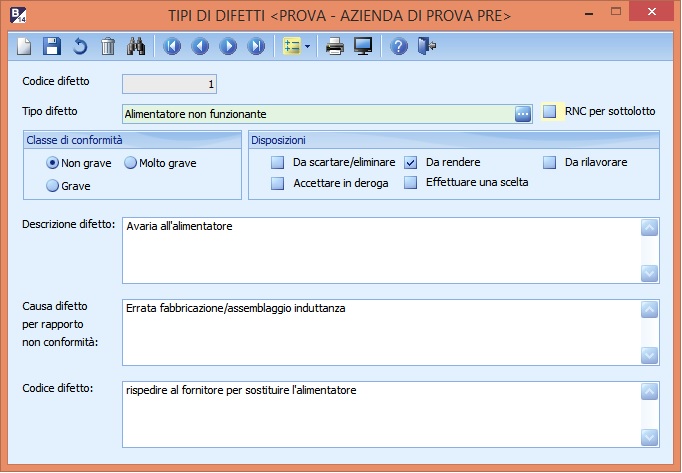 B 14
TIPI DI DIFETTI <PROVA - AZIENDA DI PROVA PRE>
Codice difetto 1
Tipo difetto Alimentatore non funzionante ... RNC per sottolotto
Classe di conformità
Non grave Molto grave
Grave
Disposizioni
Da scartare/eliminare Da rendere Da rilavorare
Accettare in deroga Effettuare una scelta
Descrizione difetto: Avaria all'alimentatore
Causa difetto
per rapporto
non conformità:
Errata fabbricazione/assemblaggio induttanza
Codice difetto: rispedire al fornitore per sostituire l'alimentatore